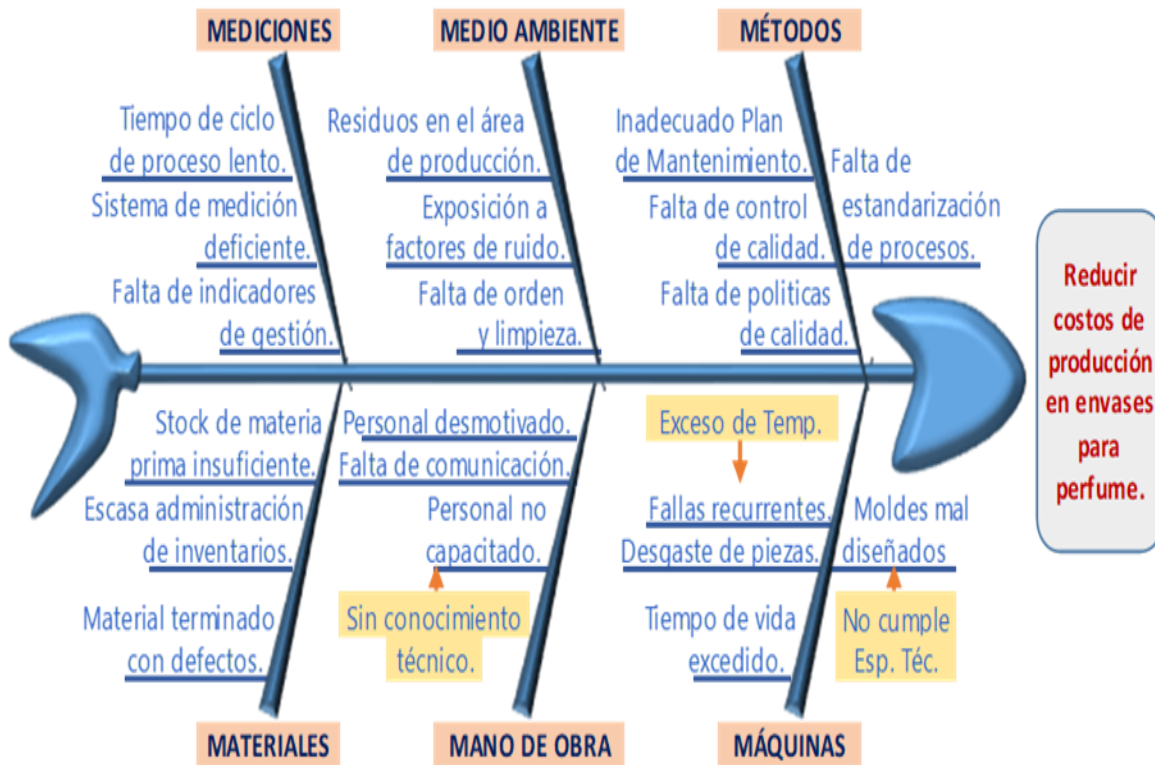 MEDICIONES
MEDIO AMBIENTE
MÉTODOS
Tiempo de ciclo
de proceso lento.
Sistema de medición
deficiente.
Falta de indicadores
de gestión.
Residuos en el área
de producción.
Exposición a
factores de ruido.
Falta de orden
y limpieza.
Inadecuado Plan
de Mantenimiento.
Falta de control
de calidad.
Falta de politicas
de calidad.
Falta de
estandarización
de procesos.
Reducir
costos de
producción
en envases
para
perfume.
Stock de materia
prima insuficiente.
Escasa administración
de inventarios.
Material terminado
con defectos.
Personal desmotivado.
Falta de comunicación.
Personal no
capacitado.
Sin conocimiento
técnico.
Exceso de Temp.
Fallas recurrentes.
Desgaste de piezas.
Tiempo de vida
excedido.
Moldes mal
diseñados
No cumple
Esp. Téc.
MATERIALES
MANO DE OBRA
MÁQUINAS